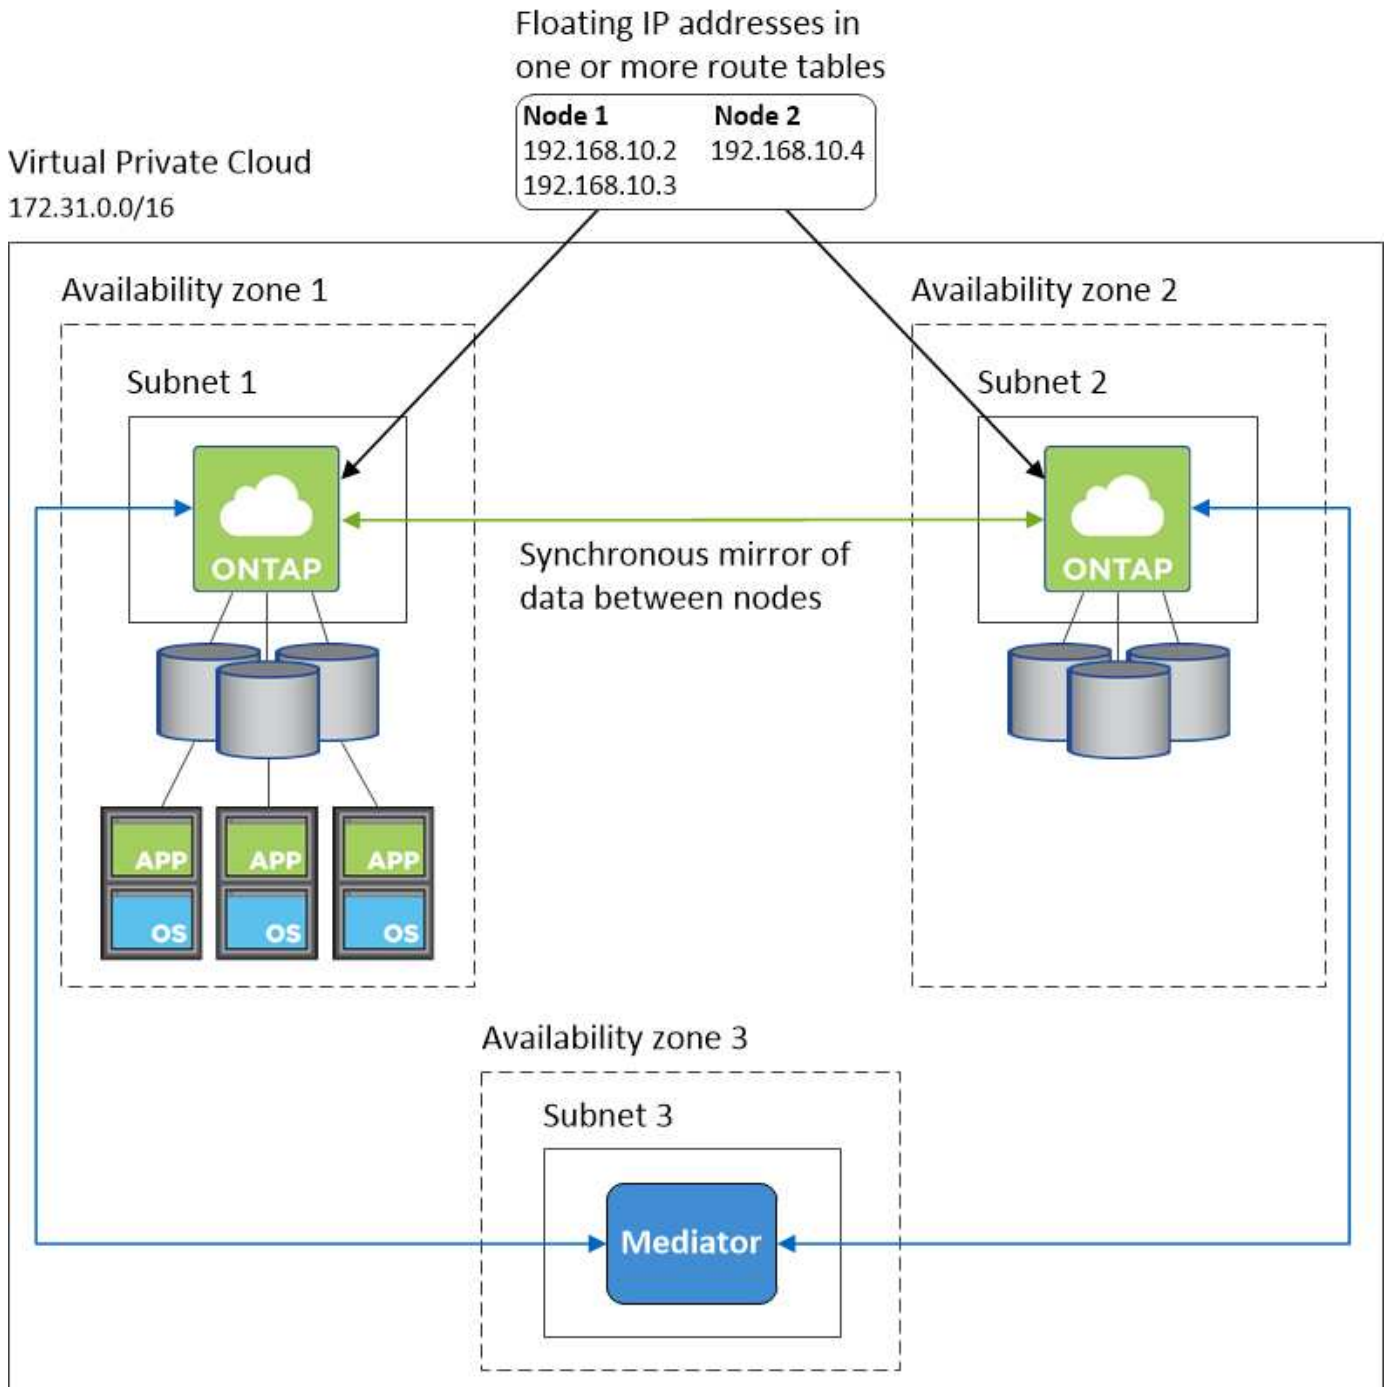 Floating IP addresses in
one or more route tables
Node 1 Node 2
192.168.10.2 192.168.10.4
192.168.10.3
Virtual Private Cloud
172.31.0.0/16
Availability zone 1
Availability zone 2
Subnet 1
Subnet 2
ONTAP
ONTAP
Synchronous mirror of
data between nodes
APP
APP
APP
OS
OS
OS
Availability zone 3
Subnet 3
Mediator